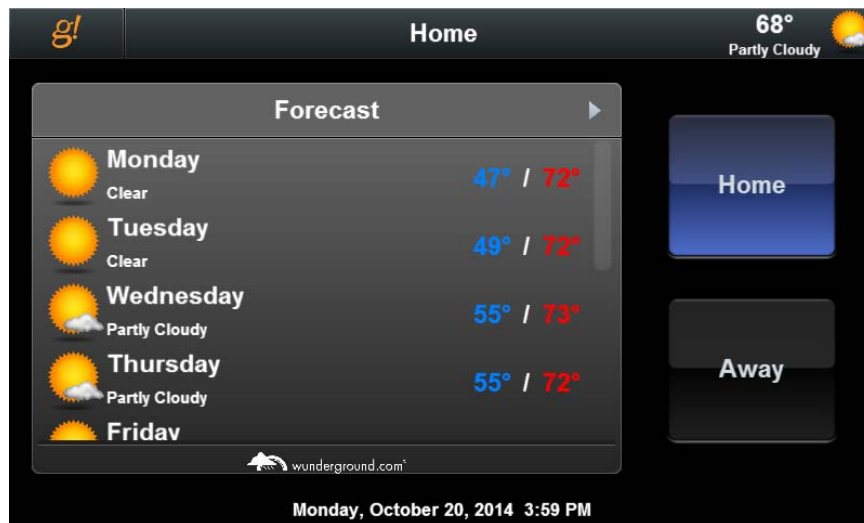 g!
Home
68°
Partly Cloudy
Forecast
Monday
Clear
47° / 72°
Tuesday
Clear
49° / 72°
Wednesday
Partly Cloudy
55° / 73°
Thursday
Partly Cloudy
55° / 72°
Friday
wunderground.com
Home
Away
Monday, October 20, 2014 3:59 PM